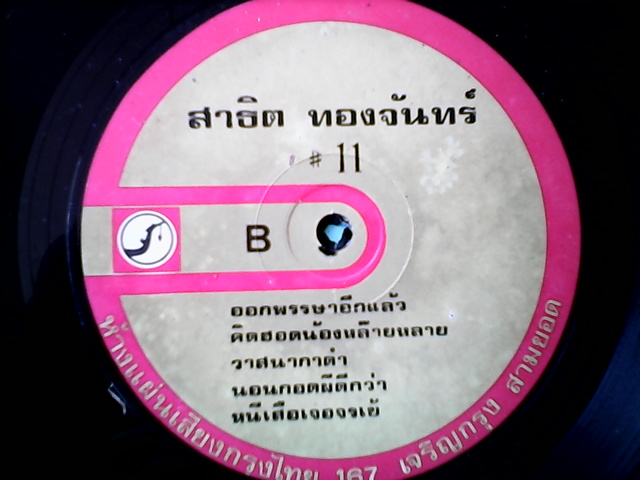 สาธิต ทองจันทร์
# 11
B
ออกพรรษาอีกแล้ว
คิดฮอดน้องหล้ายหลาย
วาสนากาดำ
นอนกอดผีดีกว่า
หนีเสือเจอจรเข้
ห้างแผ่นเสียงกรุงไทย 167 เจริญกรุง สามยอด